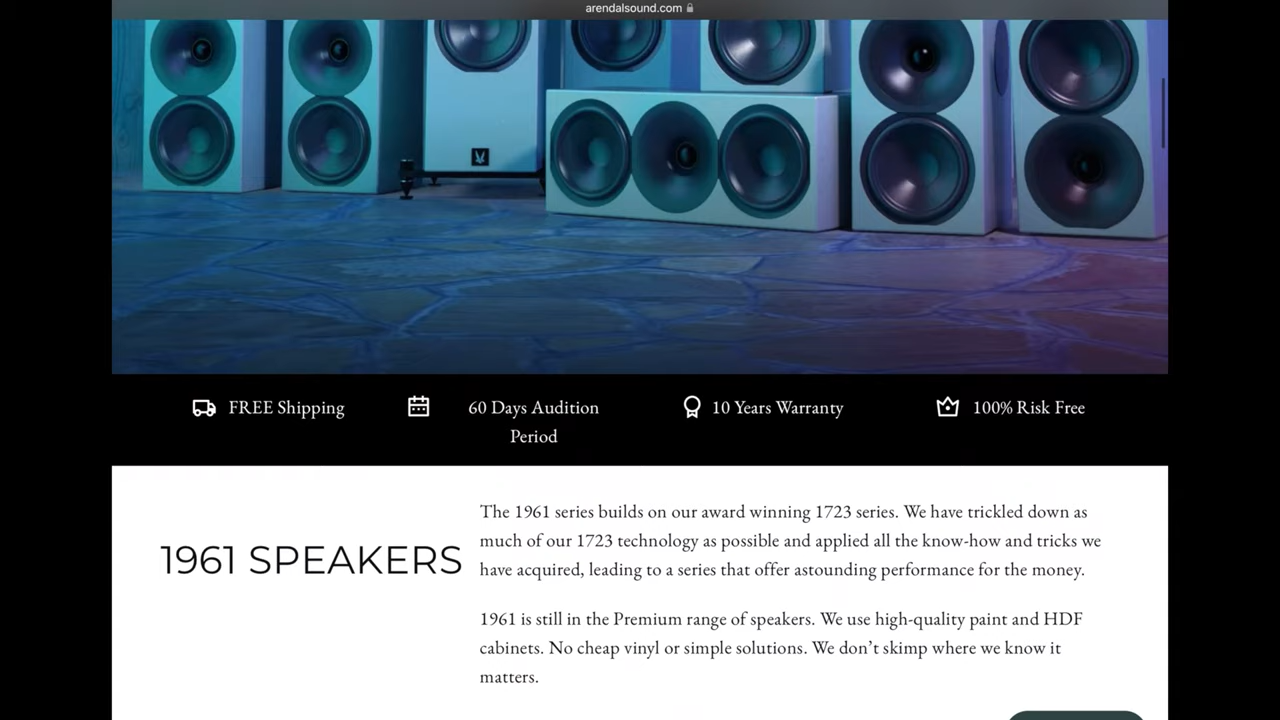 arendalsound.com
FREE Shipping
60 Days Audition
Period
10 Years Warranty
100% Risk Free
1961 SPEAKERS
The 1961 series builds on our award winning 1723 series. We have trickled down as
much of our 1723 technology as possible and applied all the know-how and tricks we
have acquired, leading to a series that offer astounding performance for the money.
1961 is still in the Premium range of speakers. We use high-quality paint and HDF
cabinets. No cheap vinyl or simple solutions. We don’t skimp where we know it
matters.